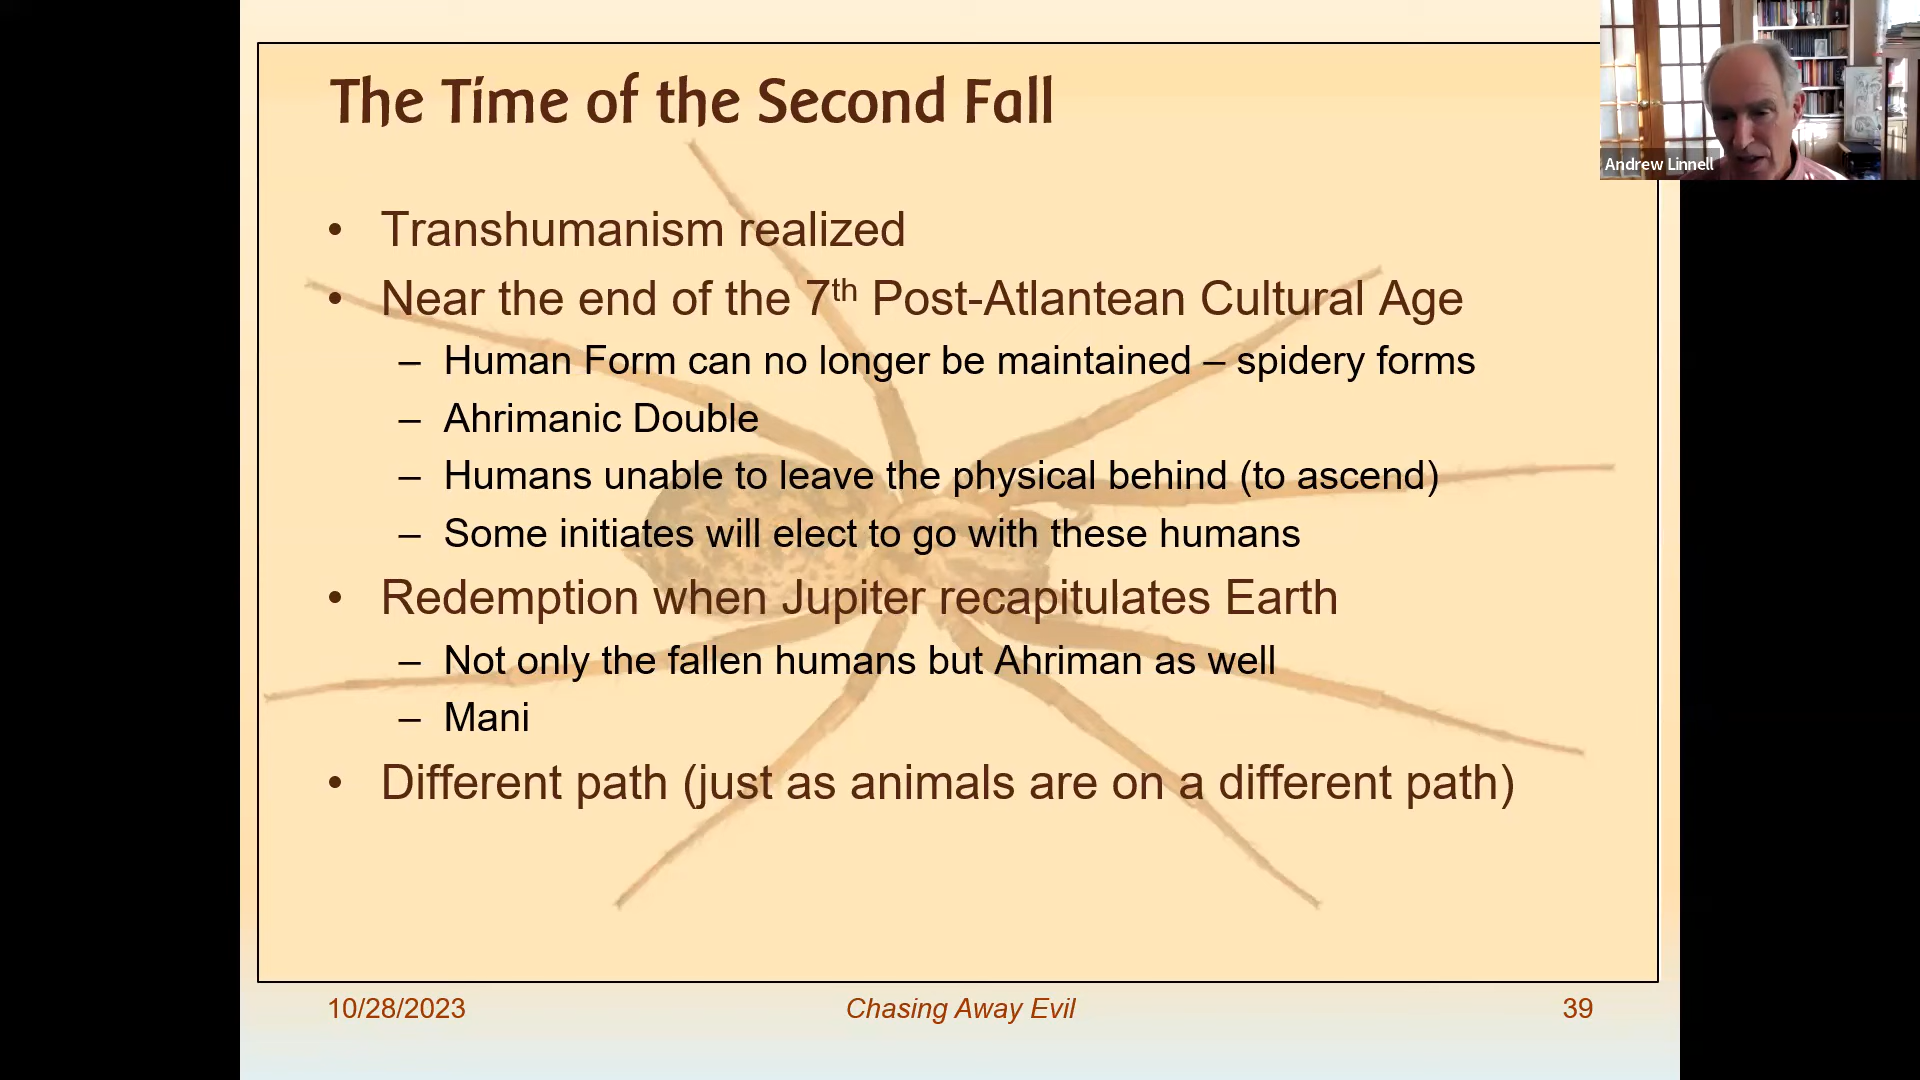 The Time of the Second Fall
Andrew Linnell
• Transhumanism realized
• Near the end of the 7th Post-Atlantean Cultural Age
– Human Form can no longer be maintained – spidery forms
– Ahrimanic Double
– Humans unable to leave the physical behind (to ascend)
– Some initiates will elect to go with these humans
• Redemption when Jupiter recapitulates Earth
– Not only the fallen humans but Ahriman as well
– Mani
• Different path (just as animals are on a different path)
10/28/2023
Chasing Away Evil
39